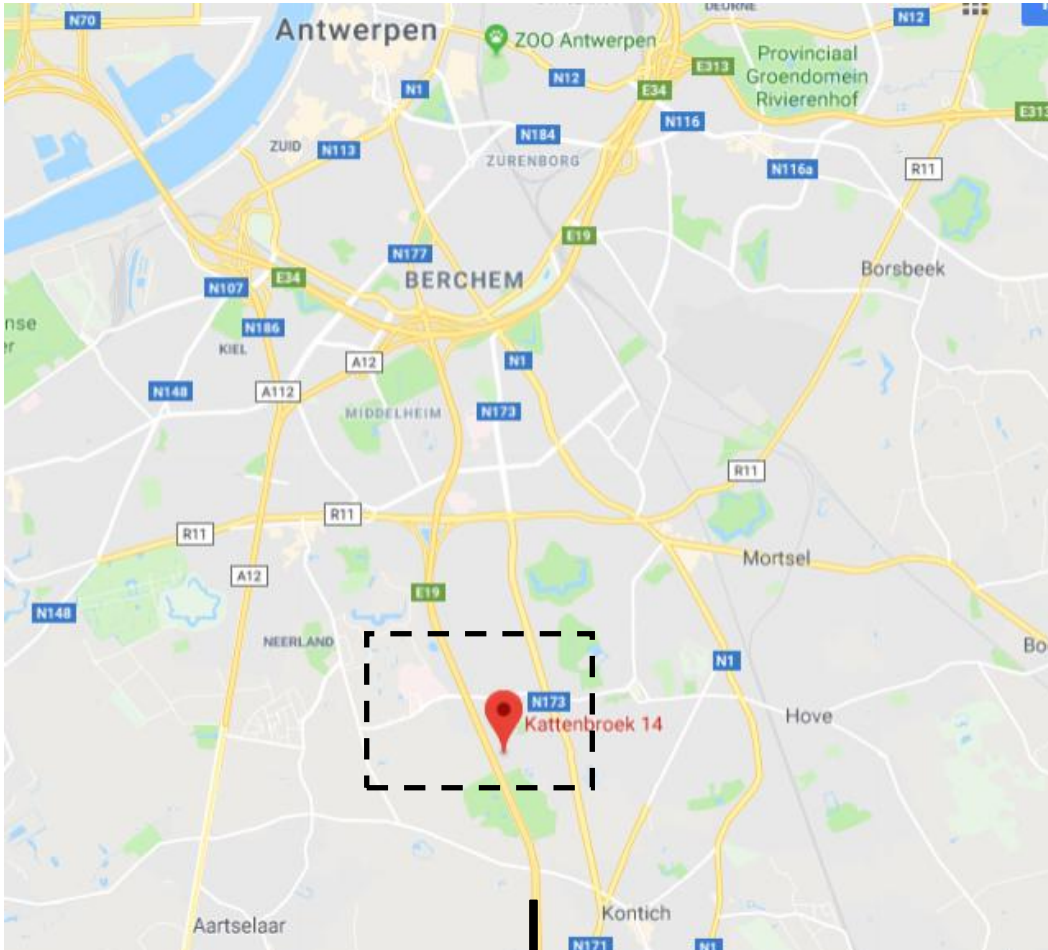 DEURNE
N70
N12
Antwerpen
ZOO Antwerpen
Provinciaal
Groendomein
Rivierenhof
E313
N12
N1
E34
E313
N116
N184
ZUID
N113
ZURENBORG
N116a
R11
E19
N177
Borsbeek
BERCHEM
E34
N107
nse
er
N186
KIEL
A12
N1
N148
A112
MIDDELHEIM
N173
R11
R11
R11
Mortsel
A12
E19
N148
NEERLAND
Bo
N1
N173
Hove
Kattenbroek 14
Kontich
Aartselaar
N171
N1